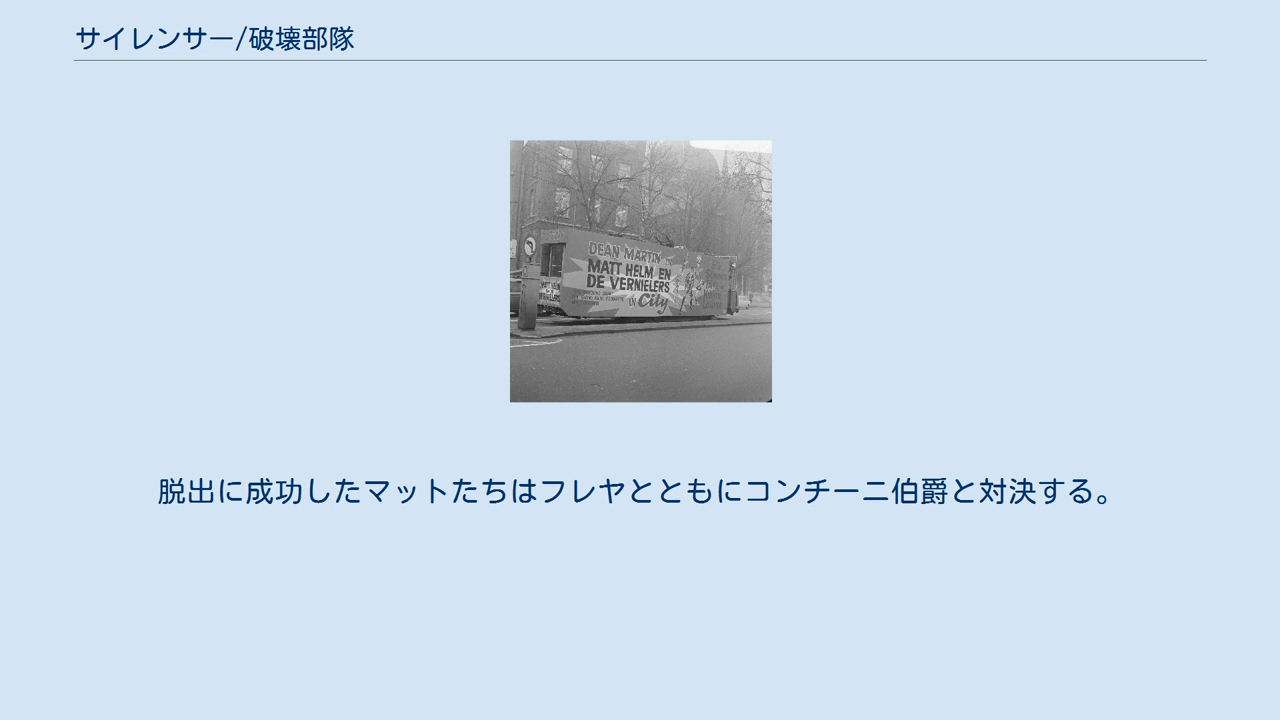 サイレンサー/破壊部隊
DEAN MARTIN in
MATT HELM EN
DE VERNIELERS
IN City
脱出に成功したマットたちはフレヤとともにコンチーニ伯爵と対決する。